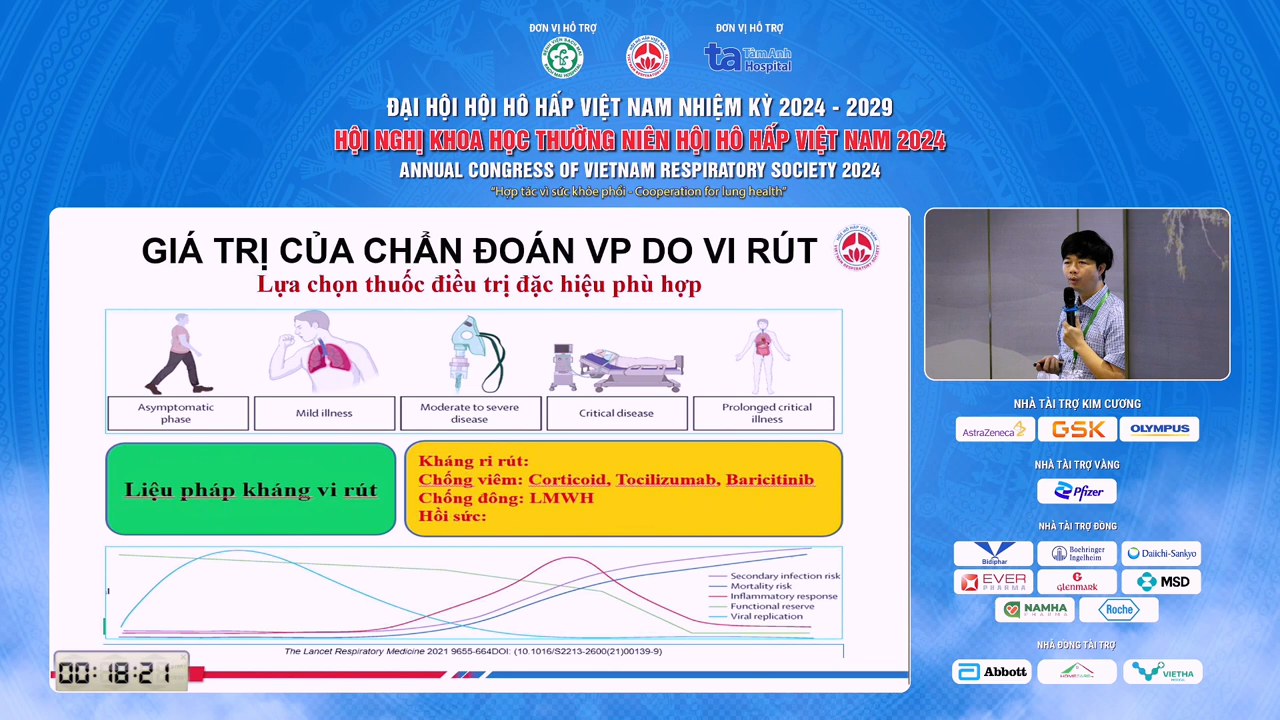 ĐƠN VỊ HỖ TRỢ
ĐƠN VỊ HỖ TRỢ
TâmAnh
Hospital
ĐẠI HỘI HỘI HÔ HẤP VIỆT NAM NHIỆM KỲ 2024 - 2029
HỘI NGHỊ KHOA HỌC THƯỜNG NIÊN HỘI HÔ HẤP VIỆT NAM 2024
ANNUAL CONGRESS OF VIETNAM RESPIRATORY SOCIETY 2024
"Hợp tác vì sức khỏe phổi - Cooperation for lung health"
GIÁ TRỊ CỦA CHẨN ĐOÁN VP DO VI RÚT
Lựa chọn thuốc điều trị đặc hiệu phù hợp
Asymptomatic phase
Mild illness
Moderate to severe disease
Critical disease
Prolonged critical illness
Liệu pháp kháng vi rút
Kháng ri rút:
Chống viêm: Corticoid, Tocilizumab, Baricitinib
Chống đông: LMWH
Hồi sức:
Secondary infection risk
Mortality risk
Inflammatory response
Functional reserve
Viral replication
The Lancet Respiratory Medicine 2021 9655-664DOI: (10.1016/S2213-2600(21)00139-9)
00:18:21
NHÀ TÀI TRỢ KIM CƯƠNG
AstraZeneca
GSK
OLYMPUS
NHÀ TÀI TRỢ VÀNG
Pfizer
NHÀ TÀI TRỢ ĐỒNG
Bidiphar
Boehringer Ingelheim
Daiichi-Sankyo
EVER PHARMA
GLENMARK
MSD
NAMHA PHARMA
Roche
NHÀ ĐỒNG TÀI TRỢ
Abbott
VIETHA